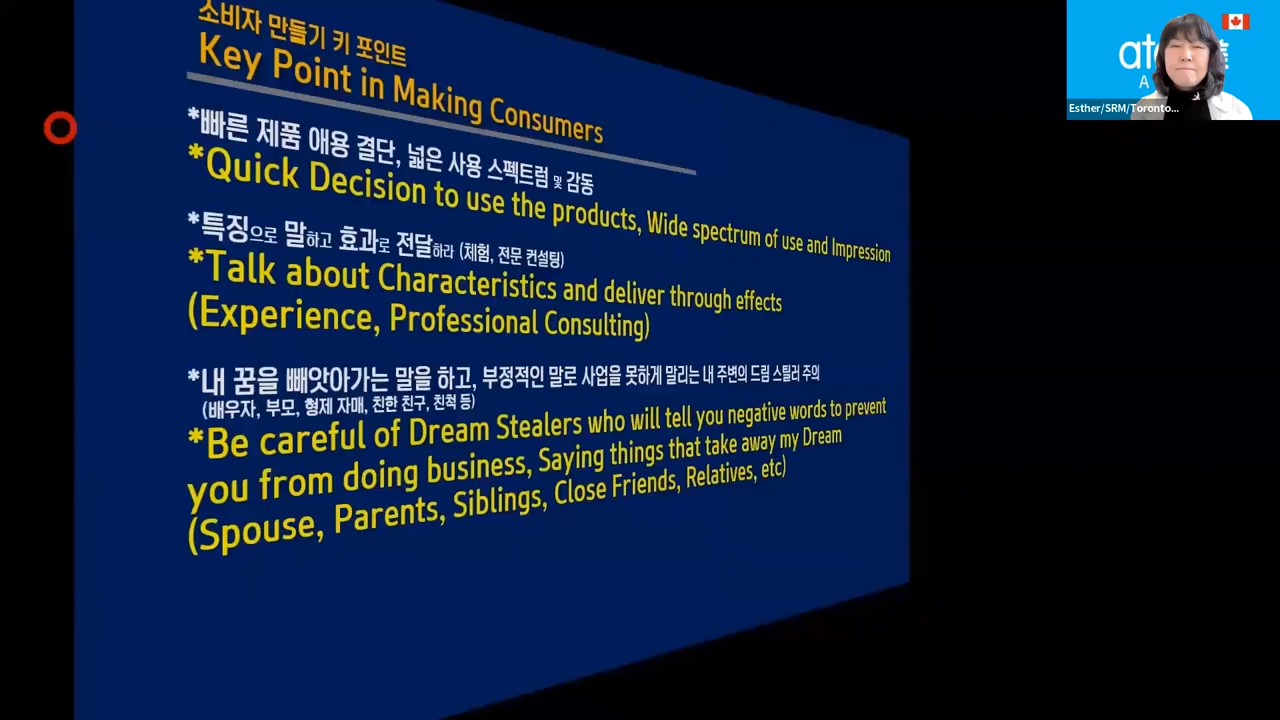 소비자 만들기 키 포인트
Key Point in Making Consumers
*빠른 제품 애용 결단, 넓은 사용 스펙트럼 및 감동
*Quick Decision to use the products, Wide spectrum of use and Impression
*특징으로 말하고 효과로 전달하라 (체험, 전문 컨설팅)
*Talk about Characteristics and deliver through effects
(Experience, Professional Consulting)
*내 꿈을 빼앗아가는 말을 하고, 부정적인 말로 사업을 못하게 말리는 내 주변의 드림 스틸러 주의
(배우자, 부모, 형제 자매, 친한 친구, 친척 등)
*Be careful of Dream Stealers who will tell you negative words to prevent
you from doing business, Saying things that take away my Dream
(Spouse, Parents, Siblings, Close Friends, Relatives, etc)
Esther/SRM/Toronto...